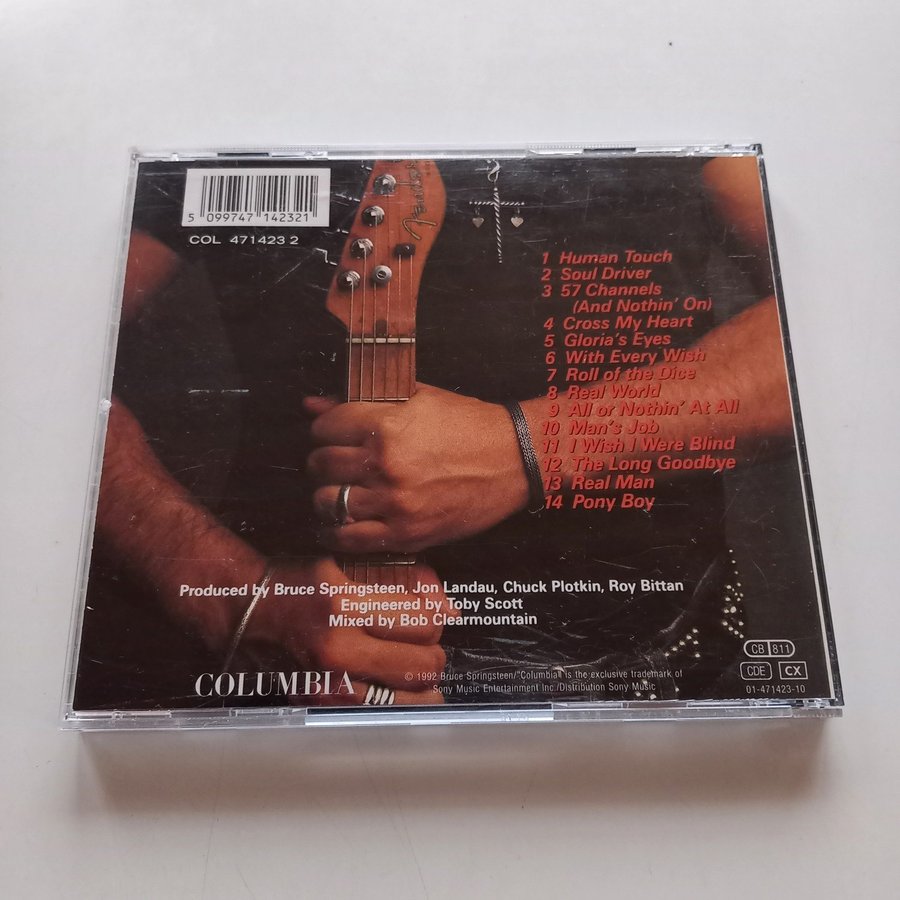 5 099747 142321
COL 471423 2
Fender
1 Human Touch
2 Soul Driver
3 57 Channels
(And Nothin' On)
4 Cross My Heart
5 Gloria's Eyes
6 With Every Wish
7 Roll of the Dice
8 Real World
9 All or Nothin' At All
10 Man's Job
11 I Wish I Were Blind
12 The Long Goodbye
13 Real Man
14 Pony Boy
Produced by Bruce Springsteen, Jon Landau, Chuck Plotkin, Roy Bittan
Engineered by Toby Scott
Mixed by Bob Clearmountain
COLUMBIA
© 1992 Bruce Springsteen/"Columbia" is the exclusive trademark of
Sony Music Entertainment Inc./Distribution Sony Music
CB 811
CDE CX
01-471423-10